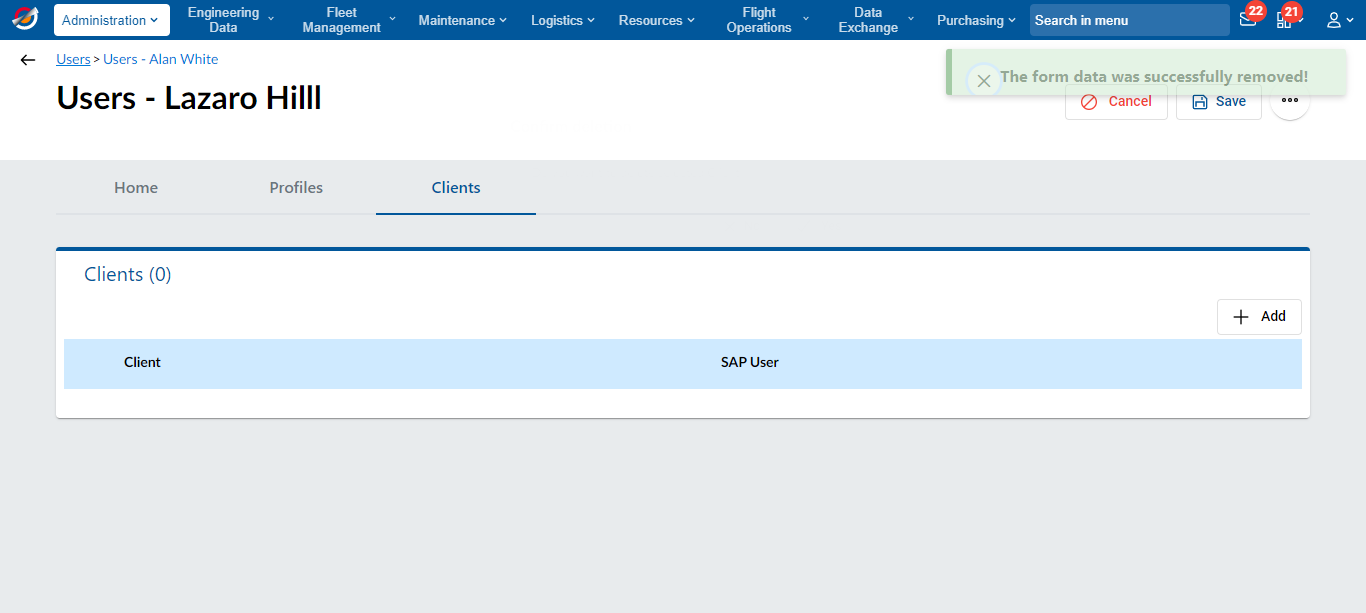 Administration
Engineering
Data
Fleet
Management
Maintenance
Logistics
Resources
Flight
Operations
Data
Exchange
Purchasing
Search in menu
22
21
Users > Users - Alan White
Users - Lazaro Hilll
The form data was successfully removed!
Cancel
Save
Home
Profiles
Clients
Clients (0)
Add
Client
SAP User